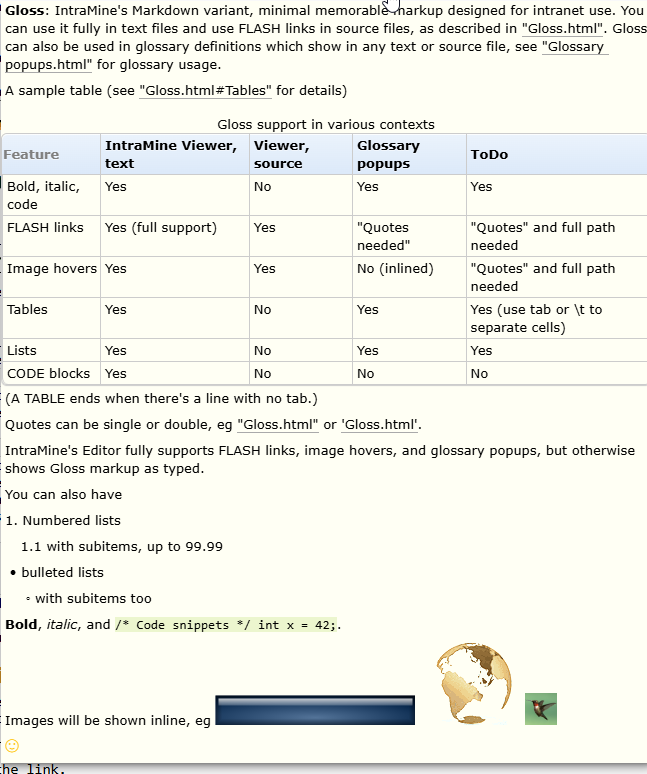 Gloss: IntraMine's Markdown variant, minimal memorable markup designed for intranet use. You
can use it fully in text files and use FLASH links in source files, as described in "Gloss.html". Gloss
can also be used in glossary definitions which show in any text or source file, see "Glossary
popups.html" for glossary usage.
A sample table (see "Gloss.html#Tables" for details)
Gloss support in various contexts
Feature IntraMine Viewer, text Viewer, source Glossary popups ToDo
Bold, italic, code Yes No Yes Yes
FLASH links Yes (full support) Yes "Quotes needed" "Quotes" and full path needed
Image hovers Yes Yes No (inlined) "Quotes" and full path needed
Tables Yes No Yes Yes (use tab or \t to separate cells)
Lists Yes No Yes Yes
CODE blocks Yes No No No
(A TABLE ends when there's a line with no tab.)
Quotes can be single or double, eg "Gloss.html" or 'Gloss.html'.
IntraMine's Editor fully supports FLASH links, image hovers, and glossary popups, but otherwise
shows Gloss markup as typed.
You can also have
1. Numbered lists
1.1 with subitems, up to 99.99
• bulleted lists
◦ with subitems too
Bold, italic, and /* Code snippets */ int x = 42;.
Images will be shown inline, eg
the link.